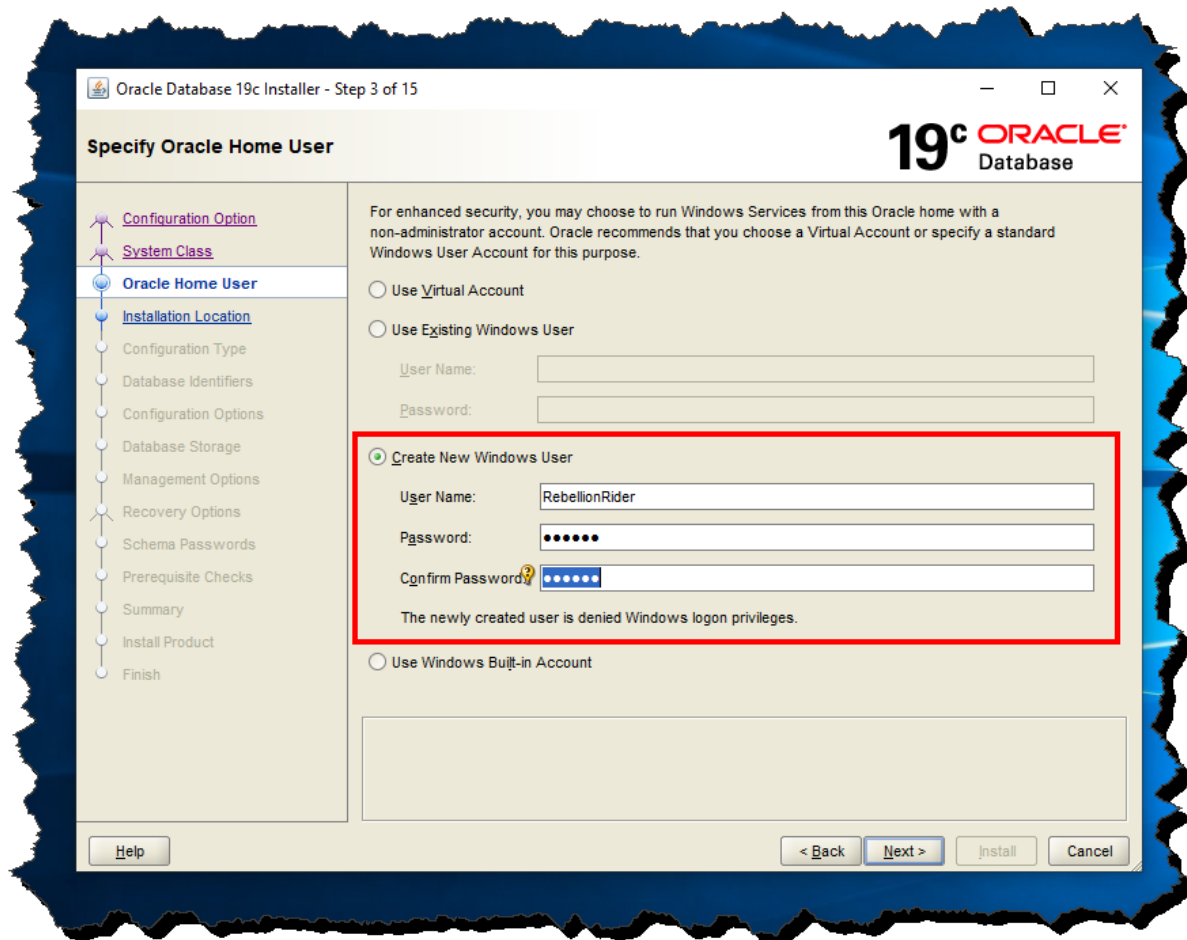 Oracle Database 19c Installer - Step 3 of 15
Specify Oracle Home User
19c ORACLE
Database
Configuration Option
System Class
Oracle Home User
Installation Location
Configuration Type
Database Identifiers
Configuration Options
Database Storage
Management Options
Recovery Options
Schema Passwords
Prerequisite Checks
Summary
Install Product
Finish
For enhanced security, you may choose to run Windows Services from this Oracle home with a
non-administrator account. Oracle recommends that you choose a Virtual Account or specify a standard
Windows User Account for this purpose.
Use Virtual Account
Use Existing Windows User
User Name:
Password:
Create New Windows User
User Name: RebellionRider
Password: ●●●●●●
Confirm Password: ●●●●●●
The newly created user is denied Windows logon privileges.
Use Windows Built-in Account
Help
< Back Next > Install Cancel